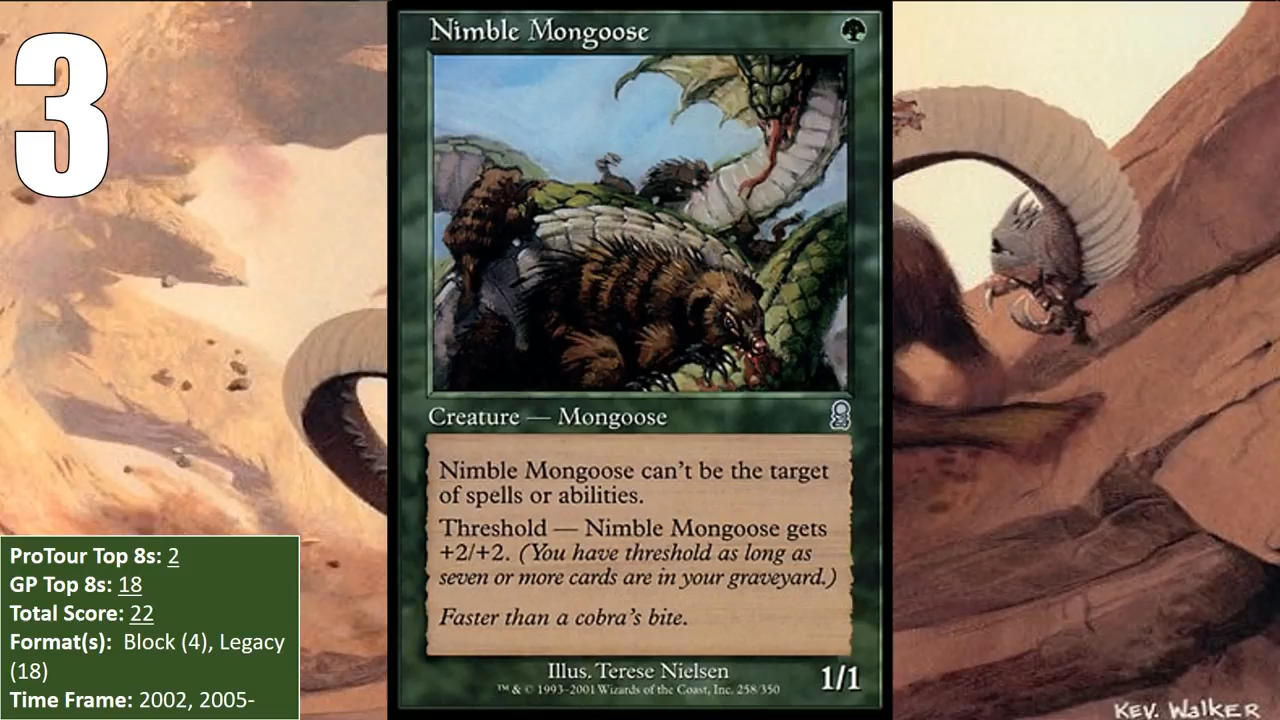 3
Nimble Mongoose
Creature — Mongoose
Nimble Mongoose can't be the target
of spells or abilities.
Threshold — Nimble Mongoose gets
+2/+2. (You have threshold as long as
seven or more cards are in your graveyard.)
Faster than a cobra's bite.
Illus. Terese Nielsen
™ & © 1993–2001 Wizards of the Coast, Inc. 258/350
1/1
ProTour Top 8s: 2
GP Top 8s: 18
Total Score: 22
Format(s): Block (4), Legacy
(18)
Time Frame: 2002, 2005-
KEV. WALKER